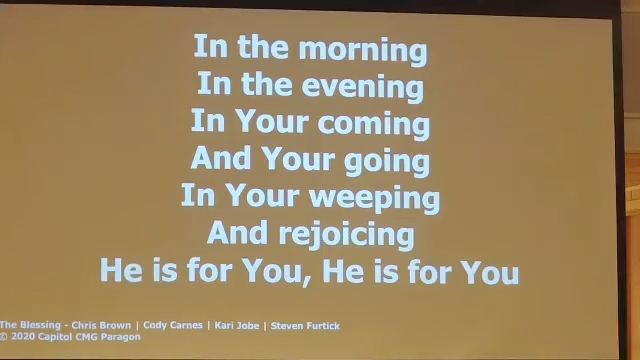 In the morning
In the evening
In Your coming
And Your going
In Your weeping
And rejoicing
He is for You, He is for You
The Blessing - Chris Brown | Cody Carnes | Kari Jobe | Steven Furtick
© 2020 Capitol CMG Paragon